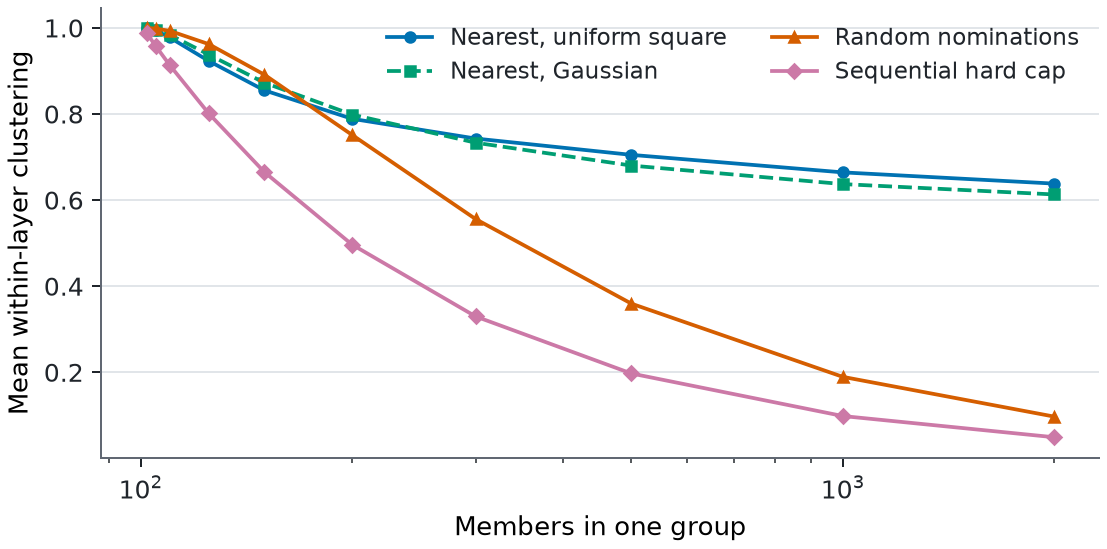 Mean within-layer clustering
1.0
0.8
0.6
0.4
0.2
Nearest, uniform square
Nearest, Gaussian
Random nominations
Sequential hard cap
10²
10³
Members in one group